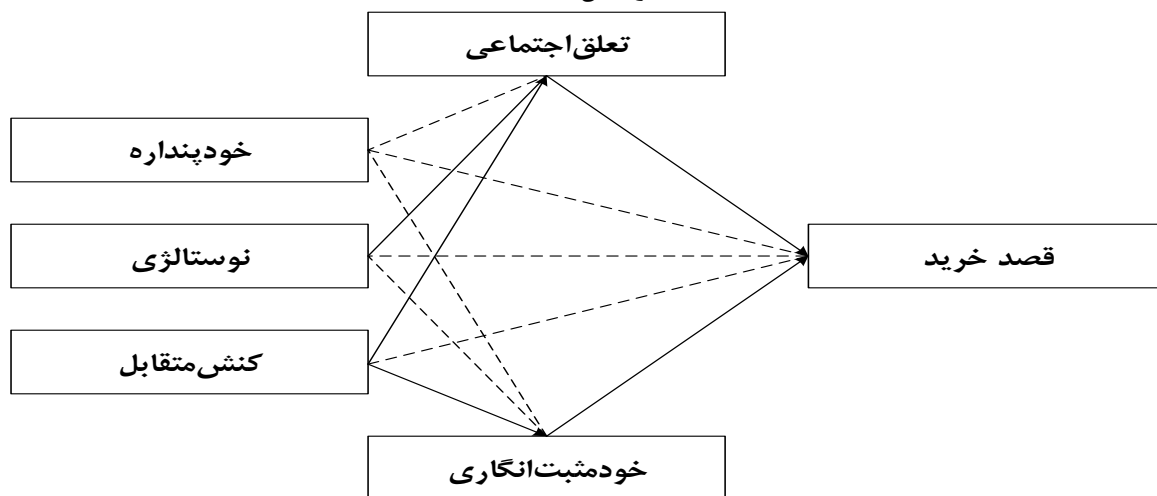 تعلق‌اجتماعی
خودپنداره
نوستالژی
قصد خرید
کنش‌متقابل
خودمثبت‌انگاری